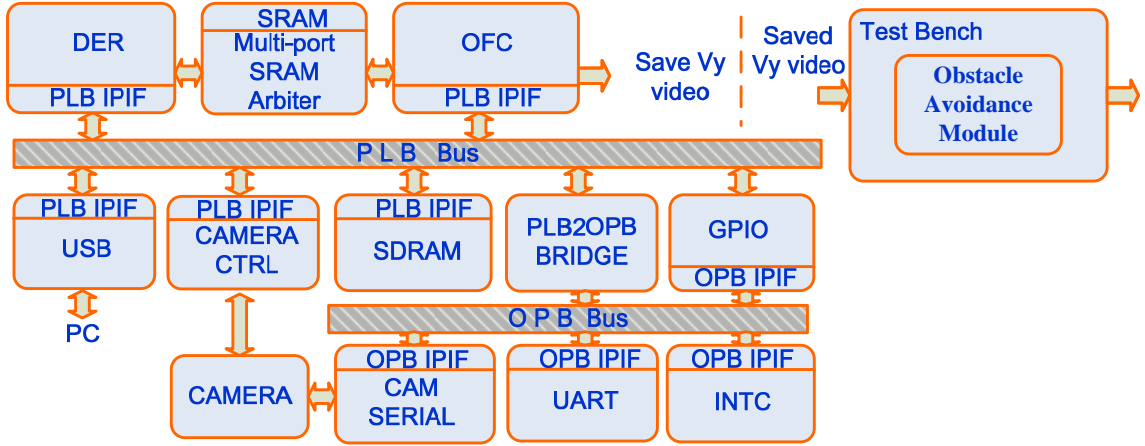 DER
PLB IPIF
SRAM
Multi-port
SRAM
Arbiter
OFC
PLB IPIF
Save Vy
video
Saved
Vy video
Test Bench
Obstacle
Avoidance
Module
PLB Bus
PLB IPIF
USB
PC
PLB IPIF
CAMERA
CTRL
PLB IPIF
SDRAM
PLB2OPB
BRIDGE
GPIO
OPB IPIF
OPB Bus
CAMERA
OPB IPIF
CAM
SERIAL
OPB IPIF
UART
OPB IPIF
INTC